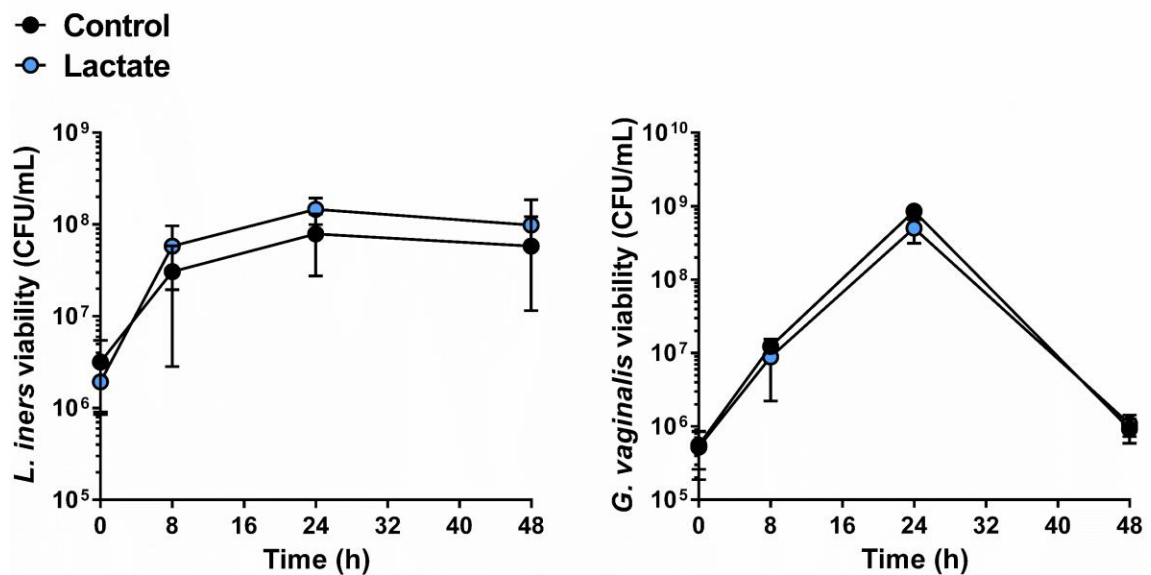 Control
Lactate
L. iners viability (CFU/mL)
10⁹
10⁸
10⁷
10⁶
10⁵
0 8 16 24 32 40 48
Time (h)
G. vaginalis viability (CFU/mL)
10¹⁰
10⁹
10⁸
10⁷
10⁶
10⁵
0 8 16 24 32 40 48
Time (h)